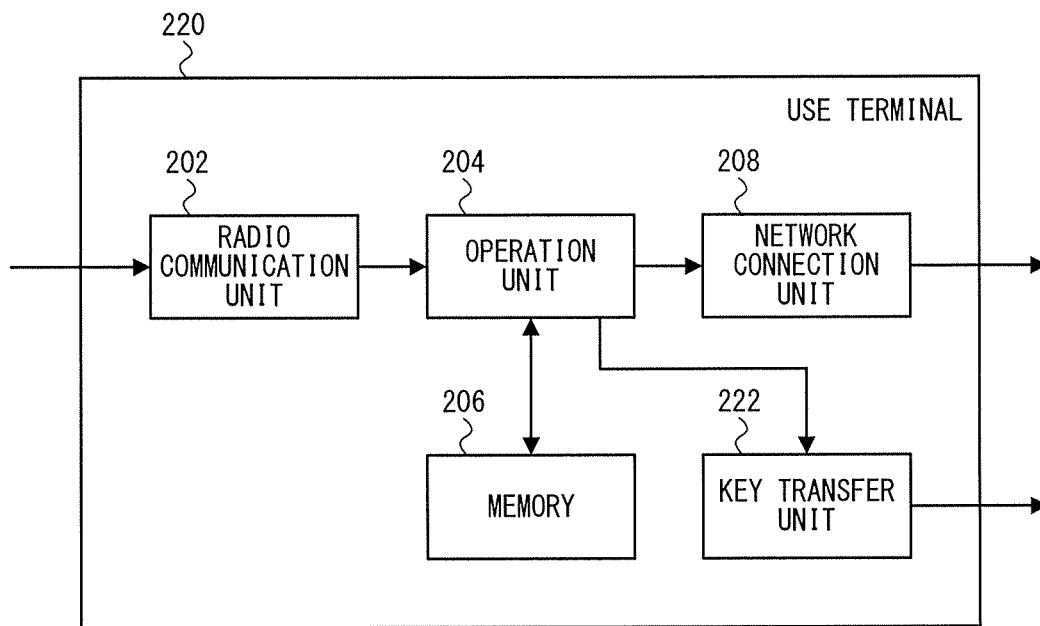 220
USE TERMINAL
202
204
208
RADIO
COMMUNICATION
UNIT
OPERATION
UNIT
NETWORK
CONNECTION
UNIT
206
222
MEMORY
KEY TRANSFER
UNIT